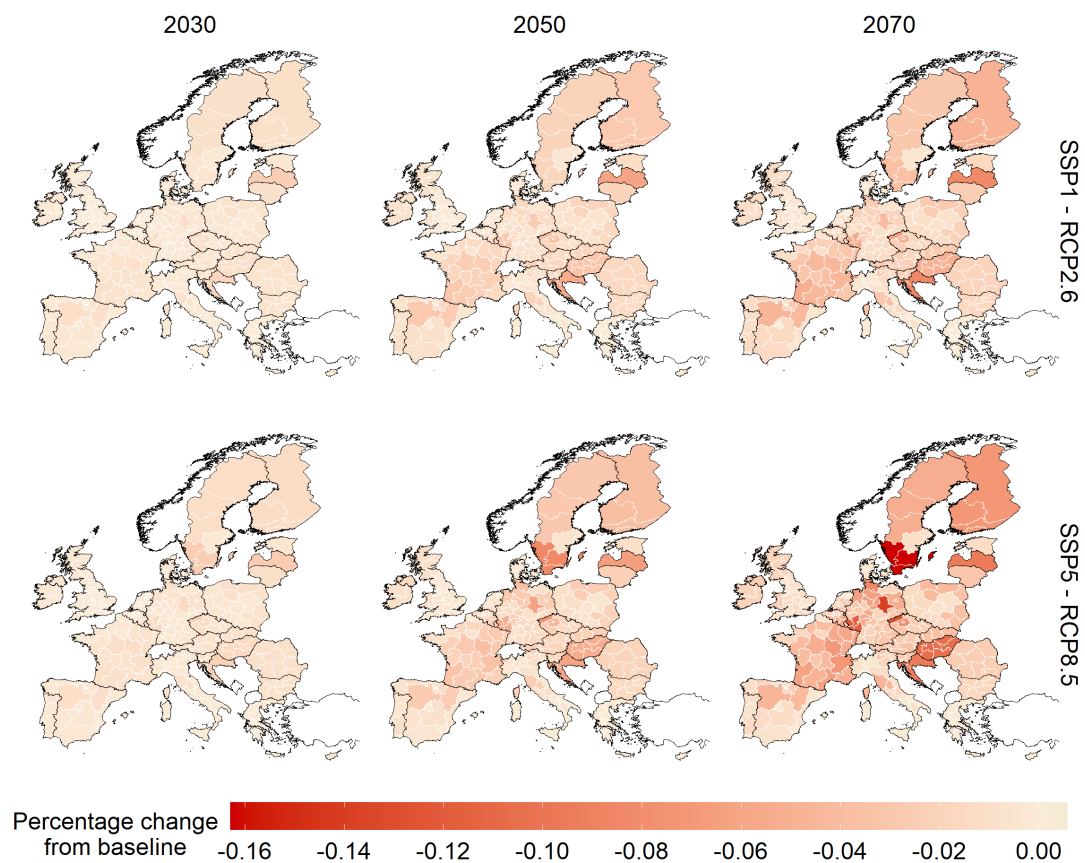 2030 2050 2070
SSP1 - RCP2.6
SSP5 - RCP8.5
Percentage change
from baseline
-0.16 -0.14 -0.12 -0.10 -0.08 -0.06 -0.04 -0.02 0.00